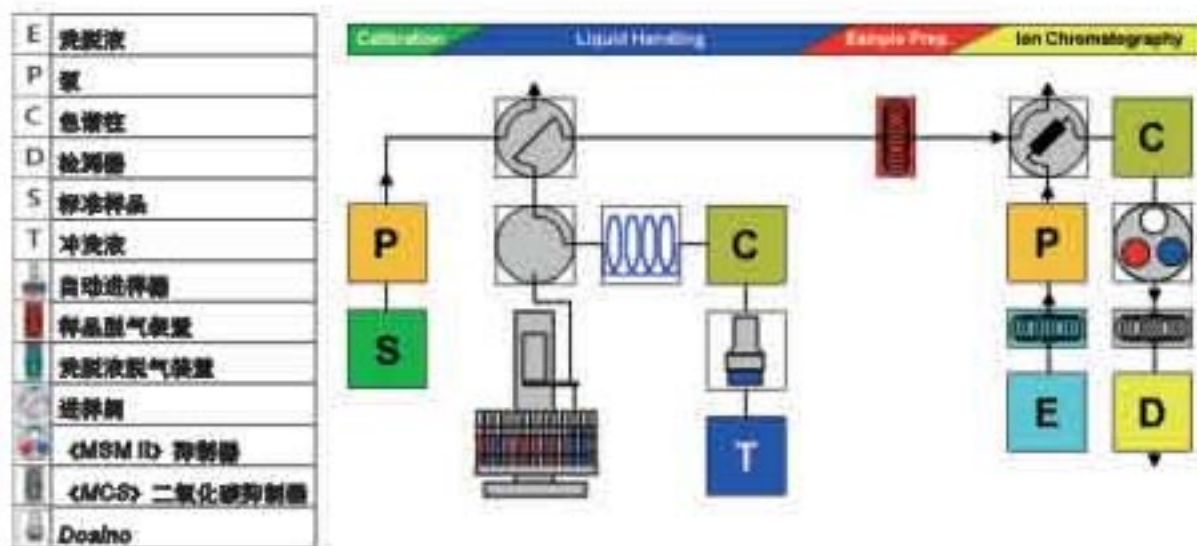 E 洗脱液
P 泵
C 色谱柱
D 检测器
S 标准样品
T 冲洗液
自动进样器
样品脱气装置
洗脱液脱气装置
进样阀
《MSM II》抑制器
《MCS》二氧化碳抑制器
Dosino
Calibration Liquid Handling Sample Prep. Ion Chromatography
C
P C P
S
E D
T